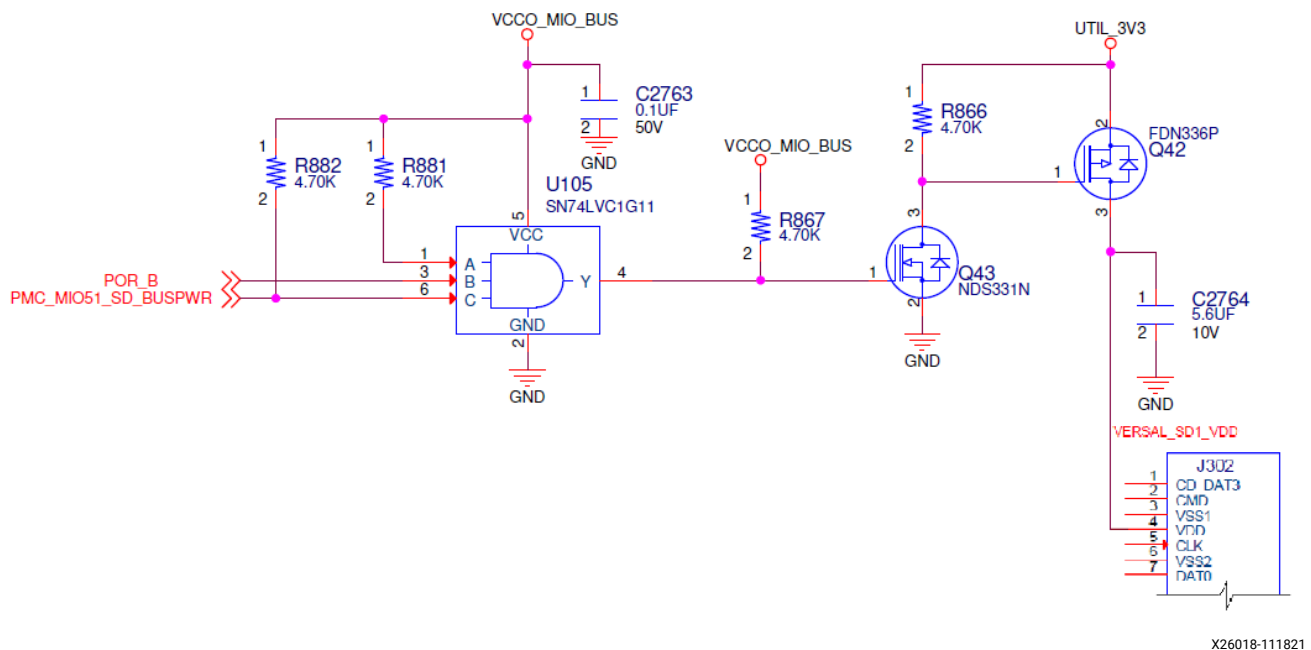 VCCO_MIO_BUS
UTIL_3V3
1
C2763
0.1UF
50V
2
GND
1
R882
4.70K
2
1
R881
4.70K
2
VCCO_MIO_BUS
1
R867
4.70K
2
1
R866
4.70K
2
2
FDN336P
Q42
1
3
U105
SN74LVC1G11
5
VCC
1
A
3
B
6
C
Y
4
GND
2
GND
POR_B
PMC_MIO51_SD_BUSPWR
3
1
Q43
NDS331N
2
GND
1
C2764
5.6UF
10V
2
GND
VERSAL_SD1_VDD
J302
1 CD_DAT3
2 CMD
3 VSS1
4 VDD
5 CLK
6 VSS2
7 DAT0
X26018-111821